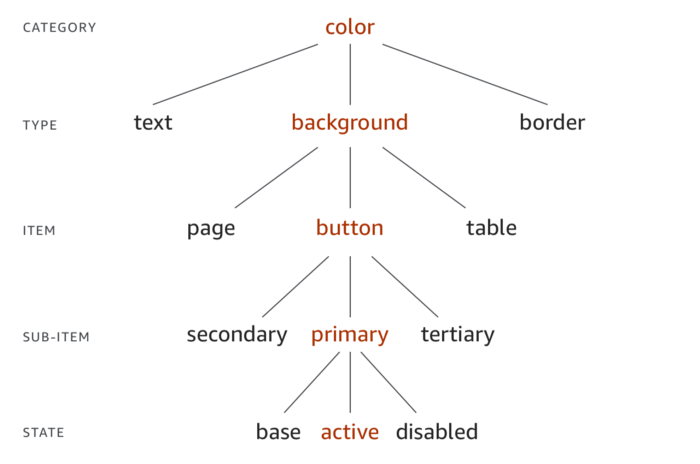 CATEGORY color
TYPE text background border
ITEM page button table
SUB-ITEM secondary primary tertiary
STATE base active disabled